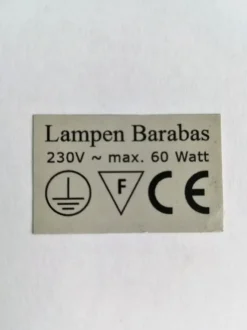 Lampen Barabas
230V ~ max. 60 Watt
F CE